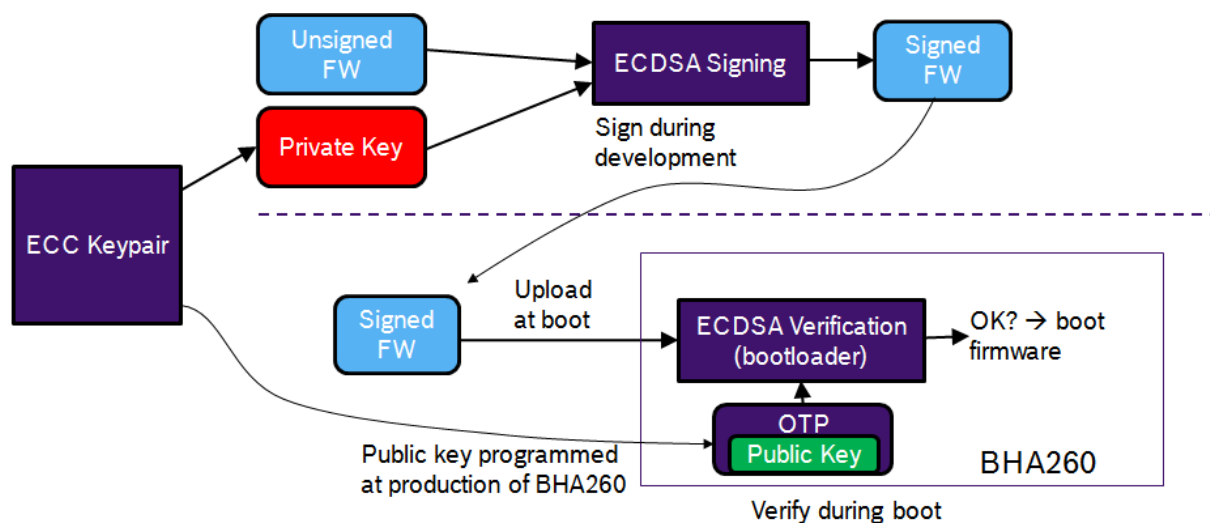 Unsigned
FW
ECDSA Signing
Signed
FW
Private Key
Sign during
development
ECC Keypair
Signed
FW
Upload
at boot
ECDSA Verification
(bootloader)
OK? → boot
firmware
OTP
Public Key
Public key programmed
at production of BHA260
BHA260
Verify during boot